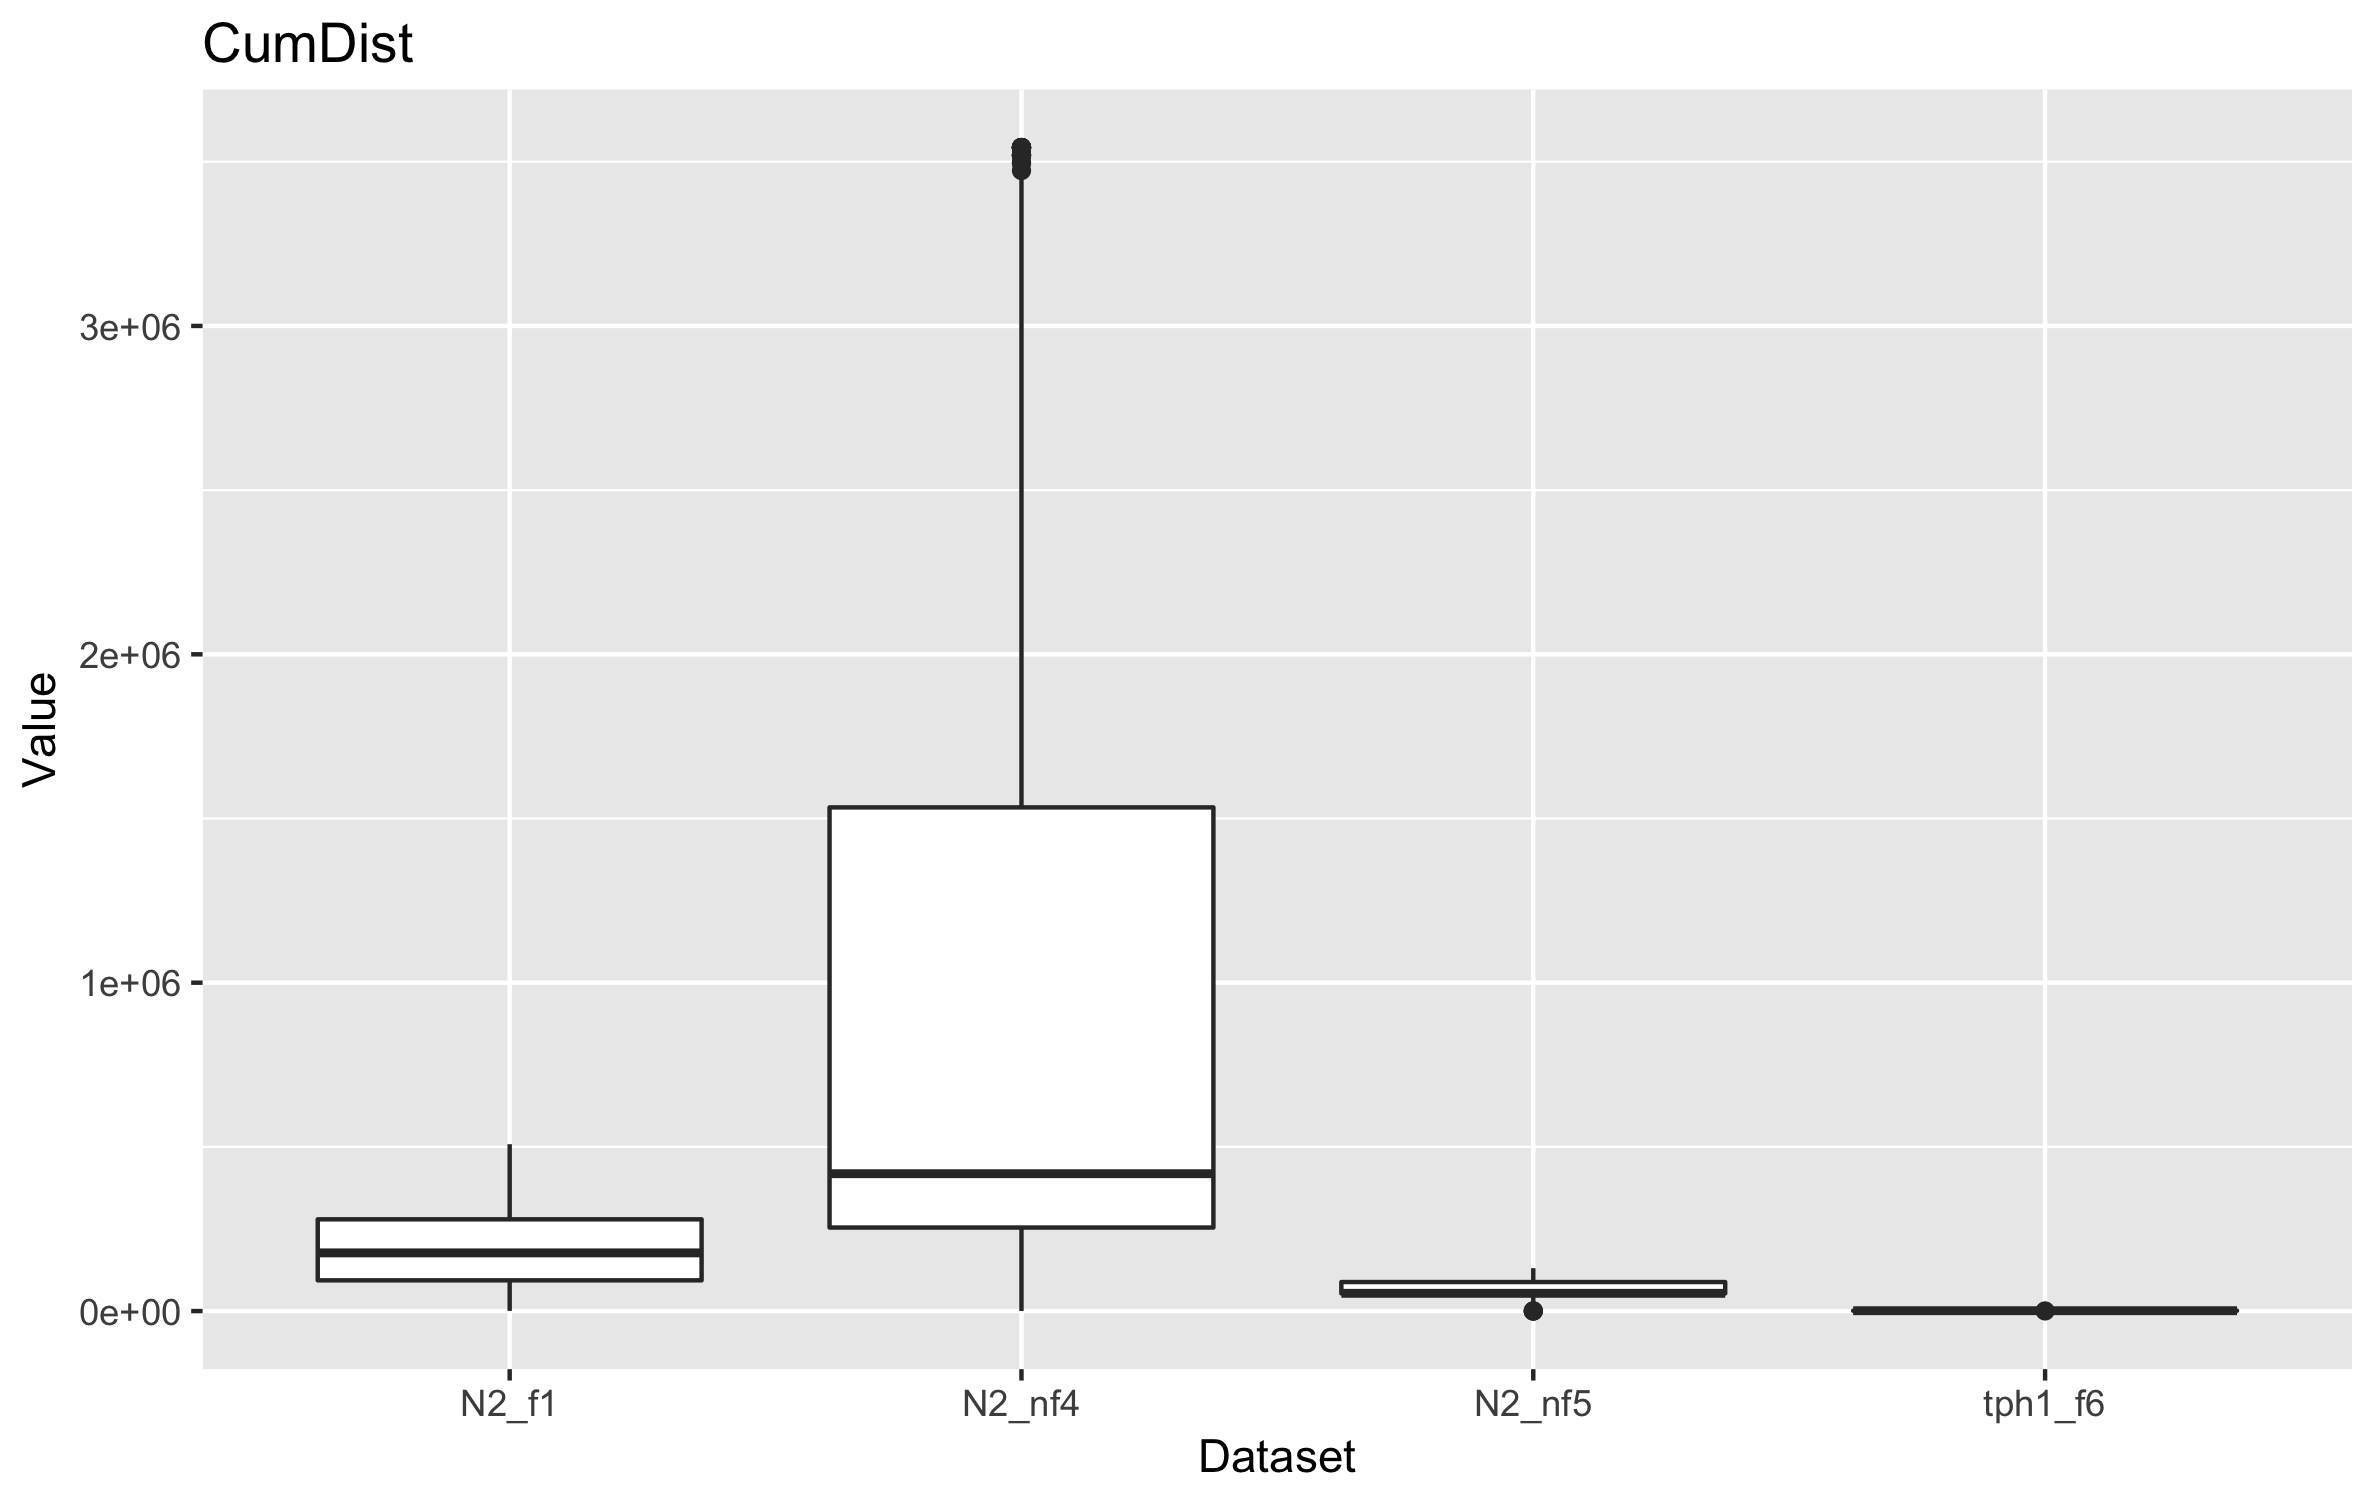 CumDist
Value
3e+06
2e+06
1e+06
0e+00
N2_f1 N2_nf4 N2_nf5 tph1_f6
Dataset